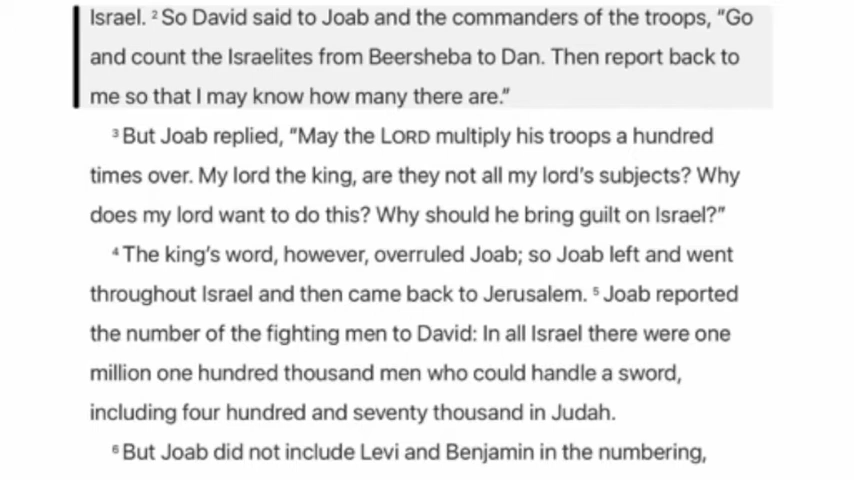 Israel. ² So David said to Joab and the commanders of the troops, “Go
and count the Israelites from Beersheba to Dan. Then report back to
me so that I may know how many there are.”
³ But Joab replied, “May the LORD multiply his troops a hundred
times over. My lord the king, are they not all my lord’s subjects? Why
does my lord want to do this? Why should he bring guilt on Israel?”
⁴ The king’s word, however, overruled Joab; so Joab left and went
throughout Israel and then came back to Jerusalem. ⁵ Joab reported
the number of the fighting men to David: In all Israel there were one
million one hundred thousand men who could handle a sword,
including four hundred and seventy thousand in Judah.
⁶ But Joab did not include Levi and Benjamin in the numbering,